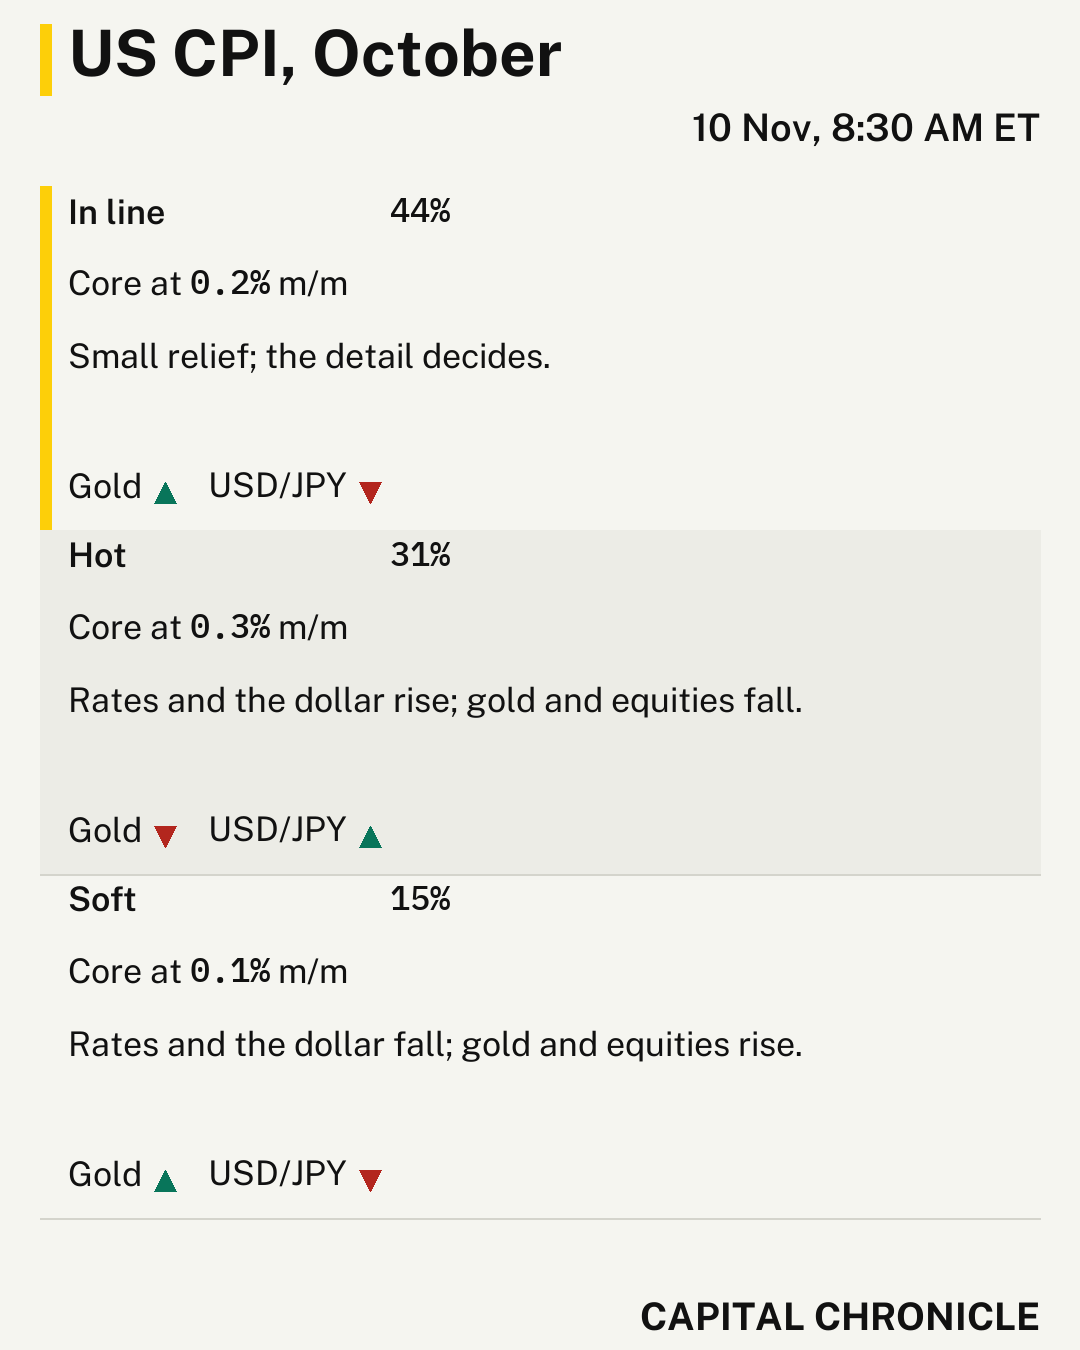 US CPI, October
10 Nov, 8:30 AM ET
In line 44%
Core at 0.2% m/m
Small relief; the detail decides.
Gold ▲ USD/JPY ▼
Hot 31%
Core at 0.3% m/m
Rates and the dollar rise; gold and equities fall.
Gold ▼ USD/JPY ▲
Soft 15%
Core at 0.1% m/m
Rates and the dollar fall; gold and equities rise.
Gold ▲ USD/JPY ▼
CAPITAL CHRONICLE